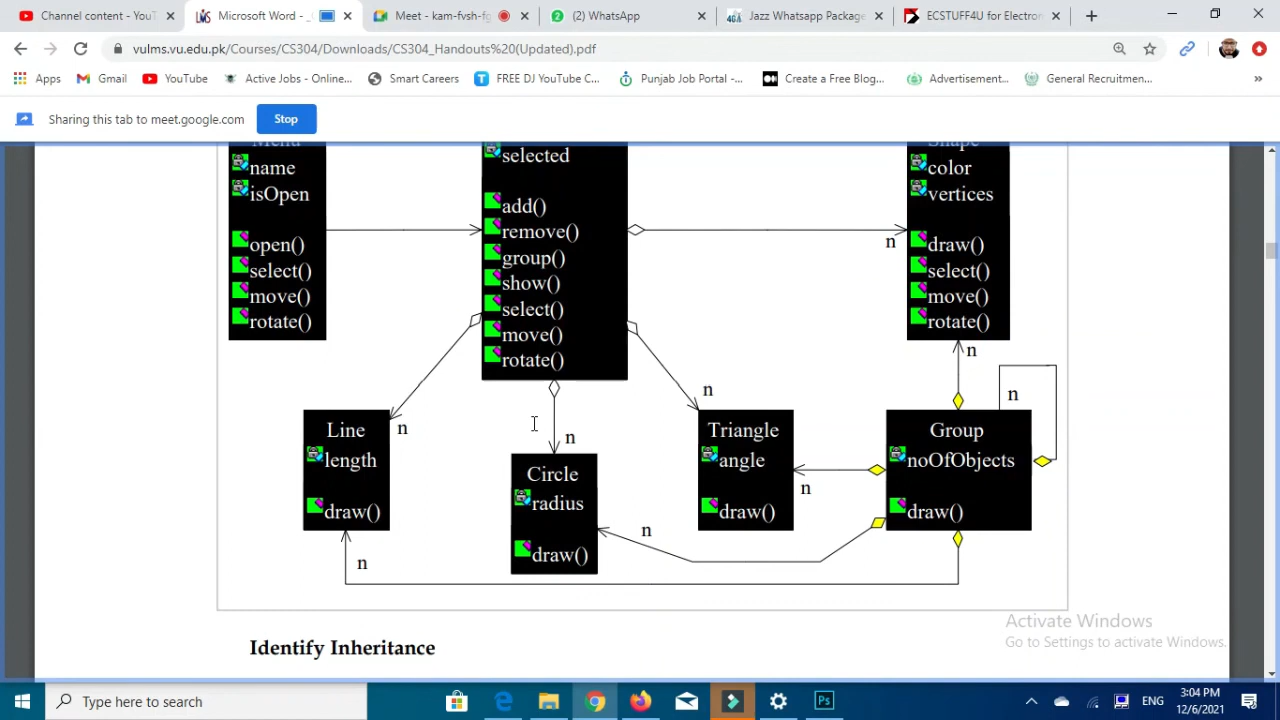 Channel content - YouT
Microsoft Word -
Meet - kam-fvsh-fg
(2) WhatsApp
Jazz Whatsapp Package
ECSTUFF4U for Electron
vulms.vu.edu.pk/Courses/CS304/Downloads/CS304_Handouts%20(Updated).pdf
Apps
Gmail
YouTube
Active Jobs - Online...
Smart Career
FREE DJ YouTube C...
Punjab Job Portal -...
Create a Free Blog...
Advertisement...
General Recruitmen...
»
Sharing this tab to meet.google.com
Stop
Menu
name
isOpen
open()
select()
move()
rotate()
selected
add()
remove()
group()
show()
select()
move()
rotate()
Shape
color
vertices
draw()
select()
move()
rotate()
n
n
n
n
n
n
Line
length
draw()
Circle
radius
draw()
Triangle
angle
draw()
Group
noOfObjects
draw()
n
n
n
Identify Inheritance
Activate Windows
Go to Settings to activate Windows.
Type here to search
Ps
ENG
3:04 PM
12/6/2021